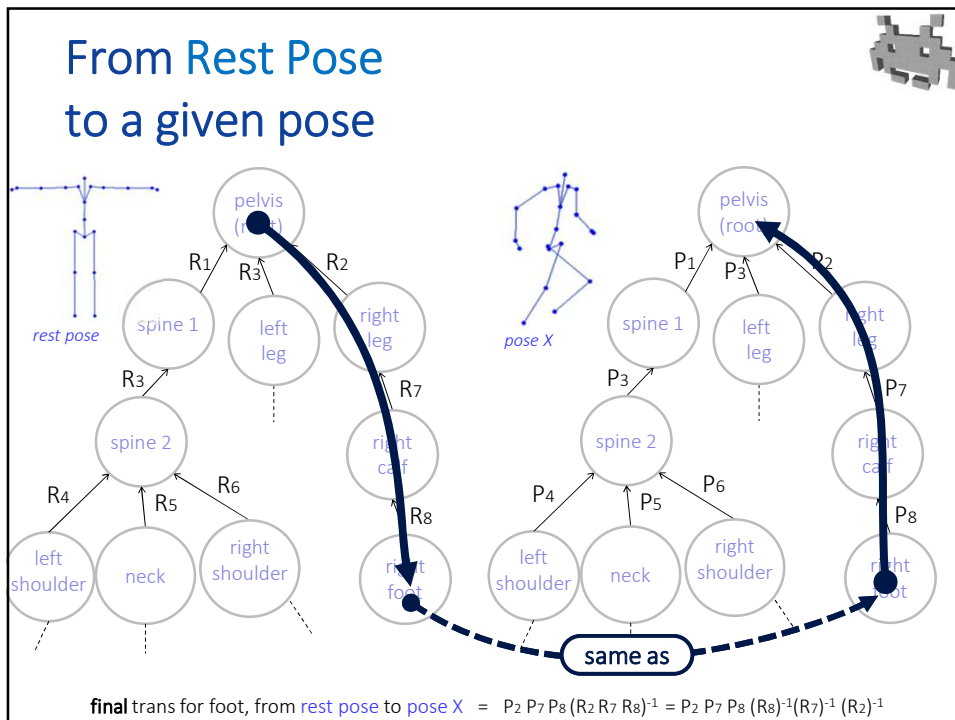 From Rest Pose
to a given pose
pelvis
(root)
R1
R3
R2
spine 1
left
leg
right
leg
rest pose
R3
R7
spine 2
right
calf
R4
R5
R6
R8
left
shoulder
neck
right
shoulder
right
foot
pelvis
(root)
P1
P3
P2
spine 1
left
leg
right
leg
pose X
P3
P7
spine 2
right
calf
P4
P5
P6
P8
left
shoulder
neck
right
shoulder
right
foot
same as
final trans for foot, from rest pose to pose X = P2 P7 P8 (R2 R7 R8)-1 = P2 P7 P8 (R8)-1(R7)-1 (R2)-1